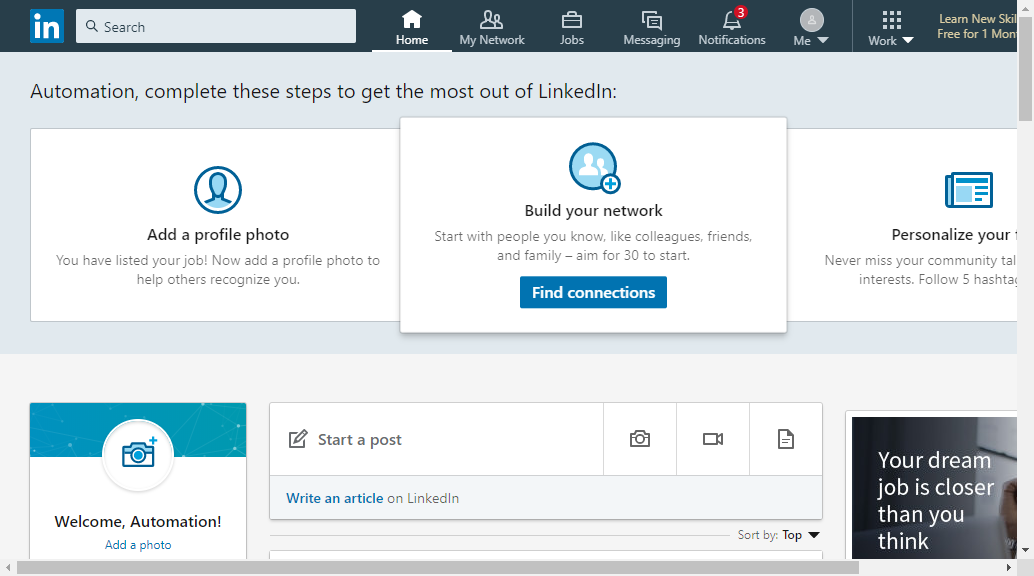 in
Search
Home
My Network
Jobs
Messaging
3
Notifications
Me
Work
Learn New Skil
Free for 1 Mon
Automation, complete these steps to get the most out of LinkedIn:
Add a profile photo
You have listed your job! Now add a profile photo to
help others recognize you.
Build your network
Start with people you know, like colleagues, friends,
and family – aim for 30 to start.
Find connections
Personalize your f
Never miss your community tal
interests. Follow 5 hashtag
Welcome, Automation!
Add a photo
Start a post
Write an article on LinkedIn
Sort by: Top
Your dream
job is closer
than you
think